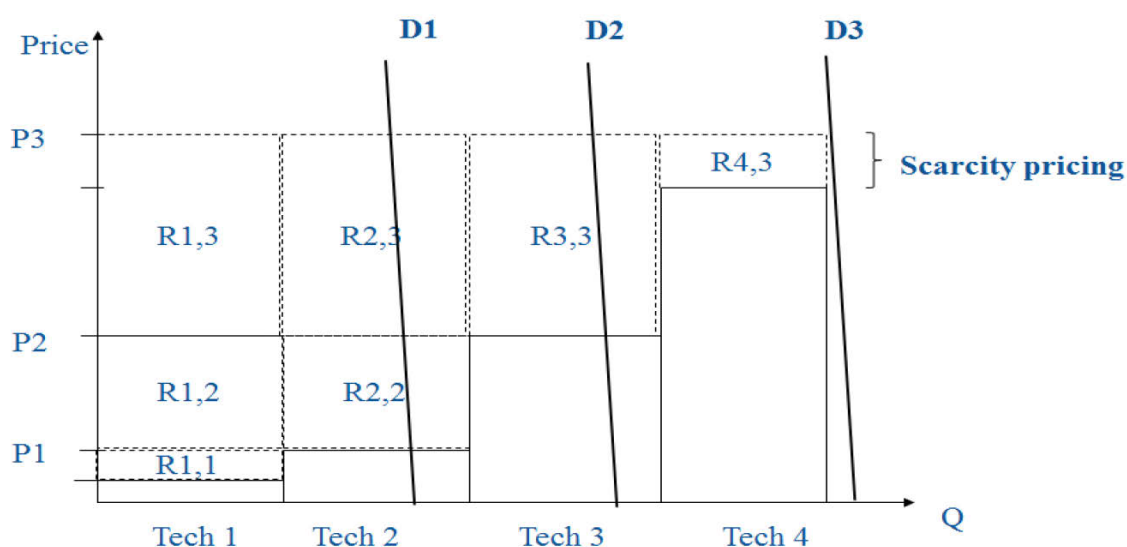 D1 D2 D3
Price
P3
R4,3 Scarcity pricing
R1,3 R2,3 R3,3
P2
R1,2 R2,2
P1
R1,1
Q
Tech 1 Tech 2 Tech 3 Tech 4